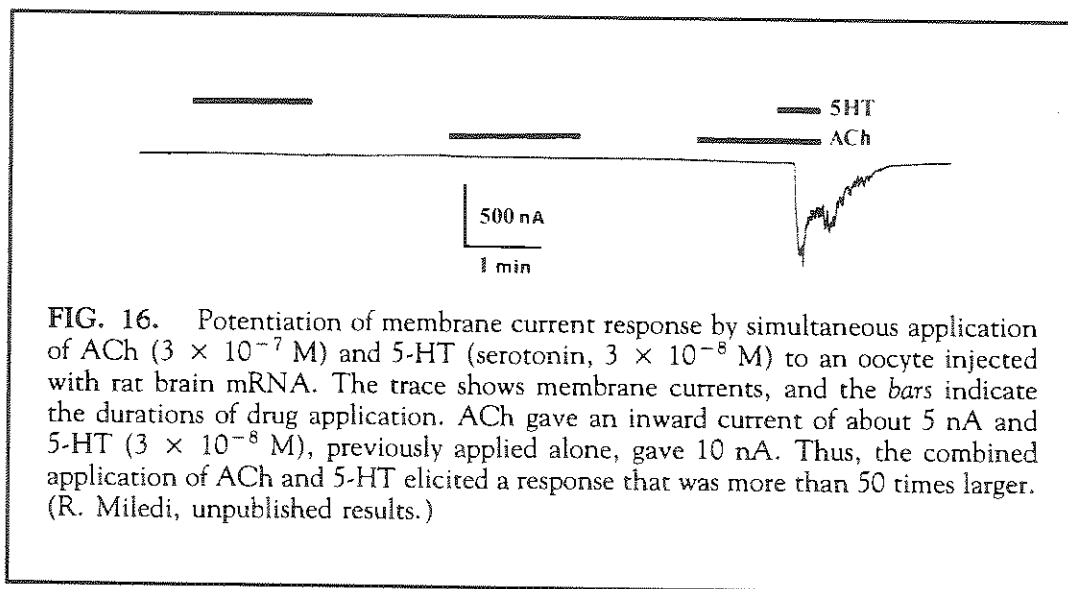 5HT
ACh
500 nA
1 min
FIG. 16. Potentiation of membrane current response by simultaneous application
of ACh (3 × 10⁻⁷ M) and 5-HT (serotonin, 3 × 10⁻⁸ M) to an oocyte injected
with rat brain mRNA. The trace shows membrane currents, and the bars indicate
the durations of drug application. ACh gave an inward current of about 5 nA and
5-HT (3 × 10⁻⁸ M), previously applied alone, gave 10 nA. Thus, the combined
application of ACh and 5-HT elicited a response that was more than 50 times larger.
(R. Miledi, unpublished results.)